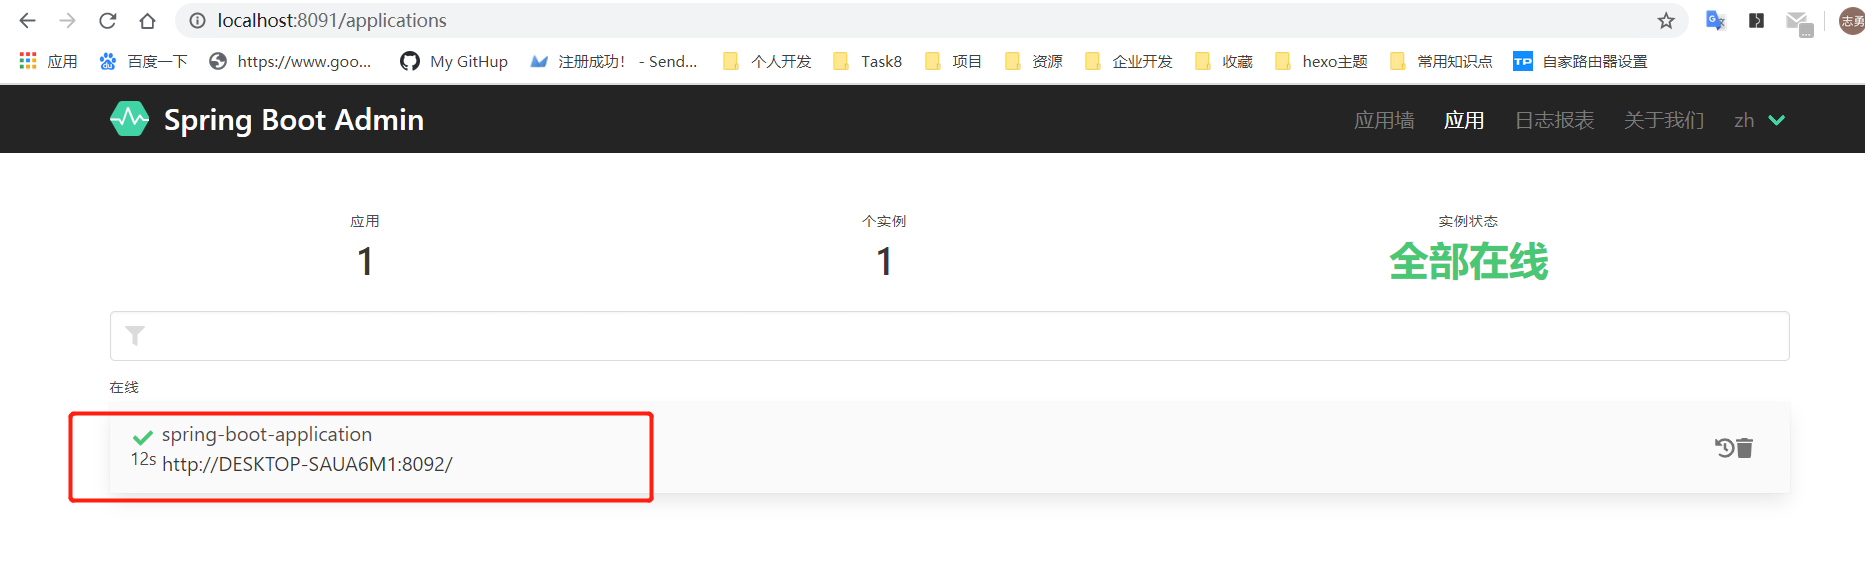 localhost:8091/applications
志勇
应用 百度一下 https://www.goo... My GitHup 注册成功! - Send... 个人开发 Task8 项目 资源 企业开发 收藏 hexo主题 常用知识点 TP 自家路由器设置
Spring Boot Admin 应用墙 应用 日志报表 关于我们 zh
应用 个实例 实例状态
1 1 全部在线
在线
spring-boot-application
12s http://DESKTOP-SAUA6M1:8092/